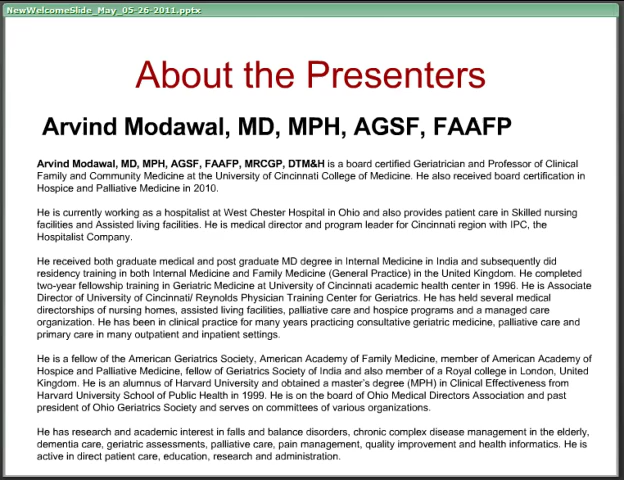 NewWelcomeSlide_May_05-26-2011.pptx
About the Presenters
Arvind Modawal, MD, MPH, AGSF, FAAFP
Arvind Modawal, MD, MPH, AGSF, FAAFP, MRCGP, DTM&H is a board certified Geriatrician and Professor of Clinical
Family and Community Medicine at the University of Cincinnati College of Medicine. He also received board certification in
Hospice and Palliative Medicine in 2010.
He is currently working as a hospitalist at West Chester Hospital in Ohio and also provides patient care in Skilled nursing
facilities and Assisted living facilities. He is medical director and program leader for Cincinnati region with IPC, the
Hospitalist Company.
He received both graduate medical and post graduate MD degree in Internal Medicine in India and subsequently did
residency training in both Internal Medicine and Family Medicine (General Practice) in the United Kingdom. He completed
two-year fellowship training in Geriatric Medicine at University of Cincinnati academic health center in 1996. He is Associate
Director of University of Cincinnati/ Reynolds Physician Training Center for Geriatrics. He has held several medical
directorships of nursing homes, assisted living facilities, palliative care and hospice programs and a managed care
organization. He has been in clinical practice for many years practicing consultative geriatric medicine, palliative care and
primary care in many outpatient and inpatient settings.
He is a fellow of the American Geriatrics Society, American Academy of Family Medicine, member of American Academy of
Hospice and Palliative Medicine, fellow of Geriatrics Society of India and also member of a Royal college in London, United
Kingdom. He is an alumnus of Harvard University and obtained a master's degree (MPH) in Clinical Effectiveness from
Harvard University School of Public Health in 1999. He is on the board of Ohio Medical Directors Association and past
president of Ohio Geriatrics Society and serves on committees of various organizations.
He has research and academic interest in falls and balance disorders, chronic complex disease management in the elderly,
dementia care, geriatric assessments, palliative care, pain management, quality improvement and health informatics. He is
active in direct patient care, education, research and administration.